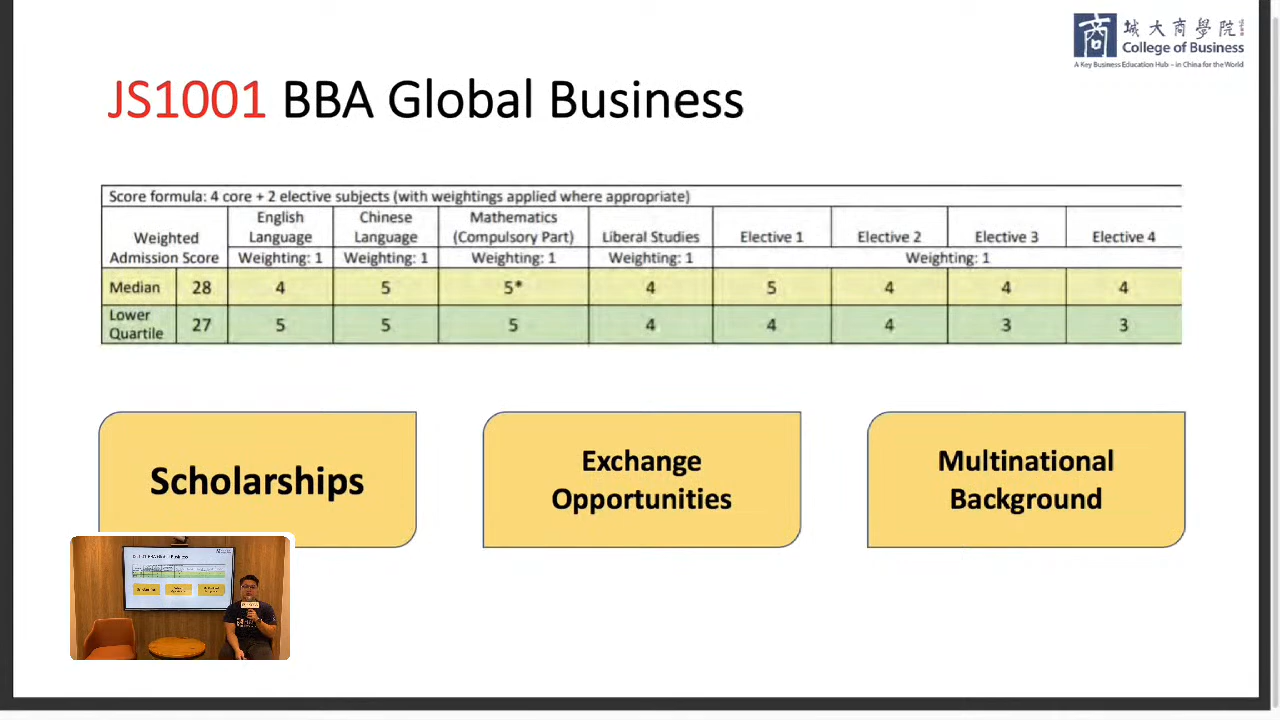 城大商學院
College of Business
A Key Business Education Hub – in China for the World
JS1001 BBA Global Business
Score formula: 4 core + 2 elective subjects (with weightings applied where appropriate)
Weighted Admission Score English Language Chinese Language Mathematics (Compulsory Part) Liberal Studies Elective 1 Elective 2 Elective 3 Elective 4
Weighting: 1 Weighting: 1 Weighting: 1 Weighting: 1 Weighting: 1
Median 28 4 5 5* 4 5 4 4 4
Lower Quartile 27 5 5 5 4 4 4 3 3
Scholarships
Exchange
Opportunities
Multinational
Background